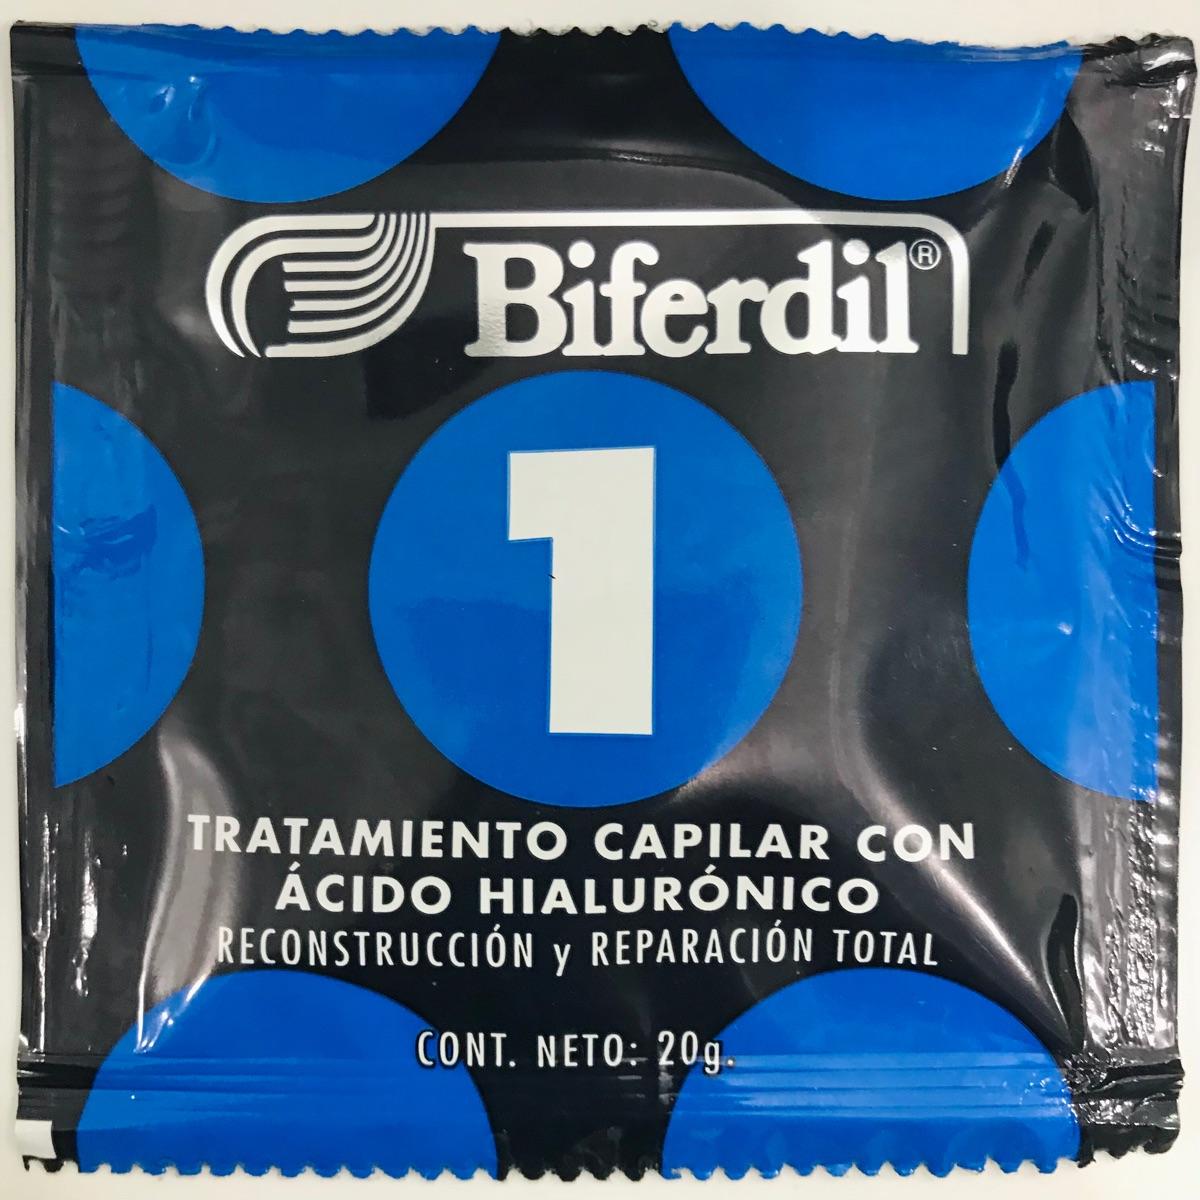 Biferdil®
1
TRATAMIENTO CAPILAR CON
ÁCIDO HIALURÓNICO
RECONSTRUCCIÓN y REPARACIÓN TOTAL
CONT. NETO: 20g.